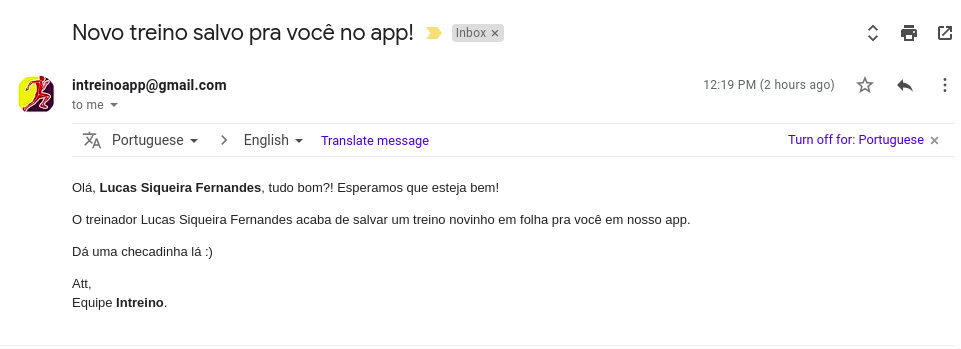 Novo treino salvo pra você no app! Inbox ×
intreinoapp@gmail.com 12:19 PM (2 hours ago)
to me
Portuguese > English Translate message Turn off for: Portuguese ×
Olá, Lucas Siqueira Fernandes, tudo bom?! Esperamos que esteja bem!
O treinador Lucas Siqueira Fernandes acaba de salvar um treino novinho em folha pra você em nosso app.
Dá uma checadinha lá :)
Att,
Equipe Intreino.